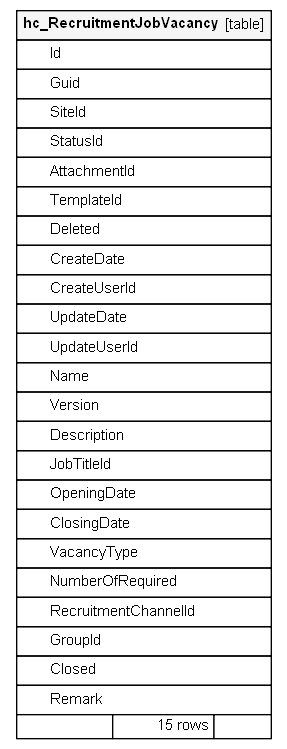 hc_RecruitmentJobVacancy [table]
Id
Guid
SiteId
StatusId
AttachmentId
TemplateId
Deleted
CreateDate
CreateUserId
UpdateDate
UpdateUserId
Name
Version
Description
JobTitleId
OpeningDate
ClosingDate
VacancyType
NumberOfRequired
RecruitmentChannelId
GroupId
Closed
Remark
15 rows